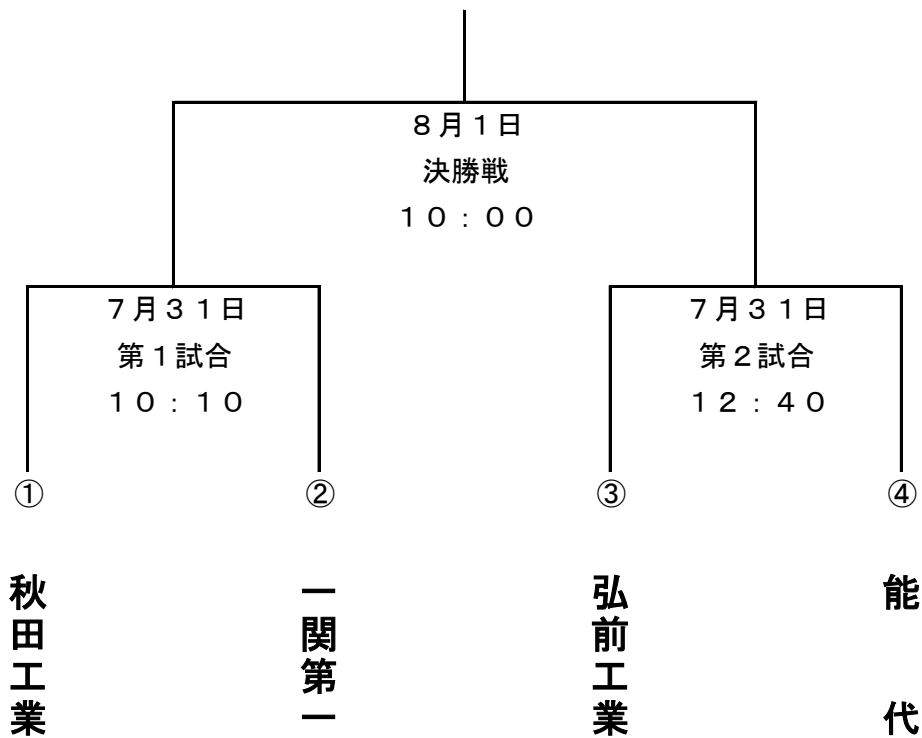 ８月１日
決勝戦
１０：００
７月３１日
第１試合
１０：１０
７月３１日
第２試合
１２：４０
①
②
③
④
秋田工業
一関第一
弘前工業
能代